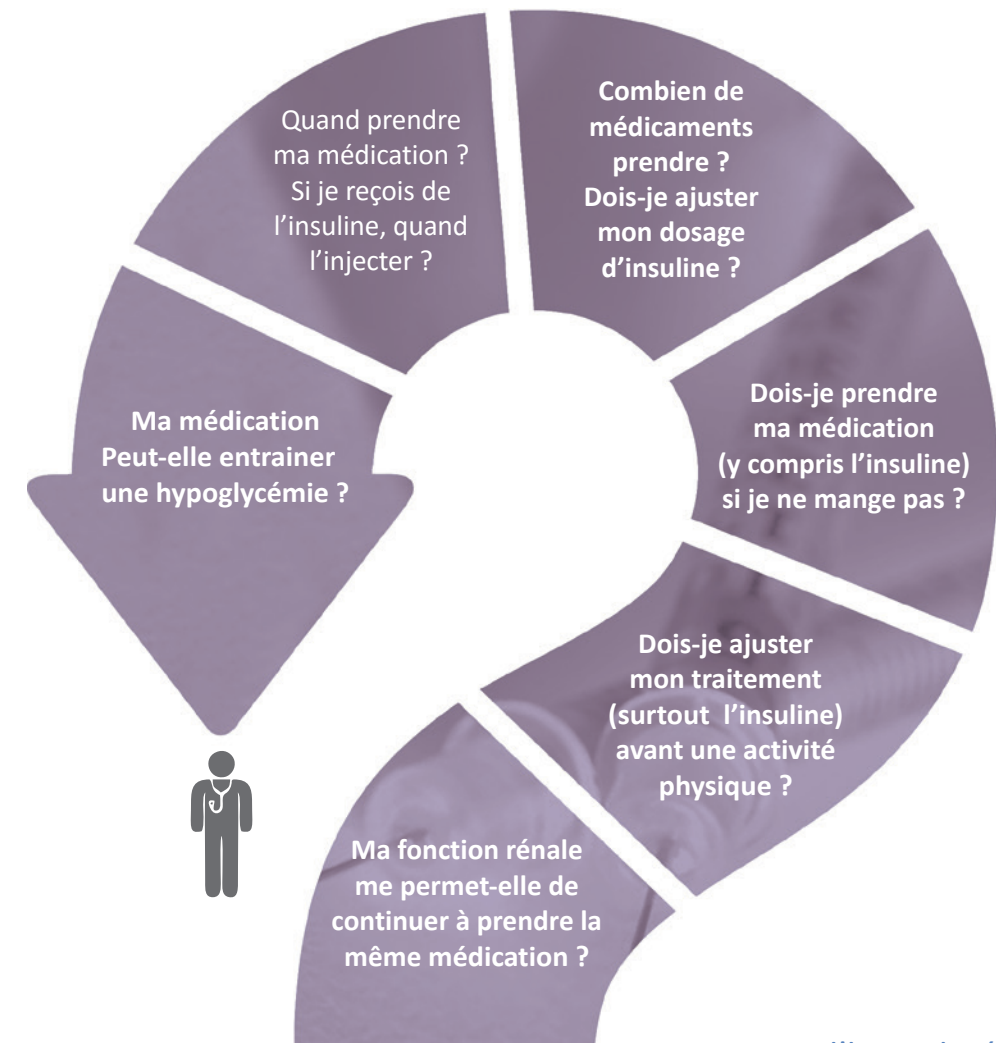 Quand prendre
ma médication ?
Si je reçois de
l’insuline, quand
l’injecter ?
Combien de
médicaments
prendre ?
Dois-je ajuster
mon dosage
d’insuline ?
Dois-je prendre
ma médication
(y compris l’insuline)
si je ne mange pas ?
Dois-je ajuster
mon traitement
(surtout l’insuline)
avant une activité
physique ?
Ma fonction rénale
me permet-elle de
continuer à prendre la
même médication ?
Ma médication
Peut-elle entrainer
une hypoglycémie ?